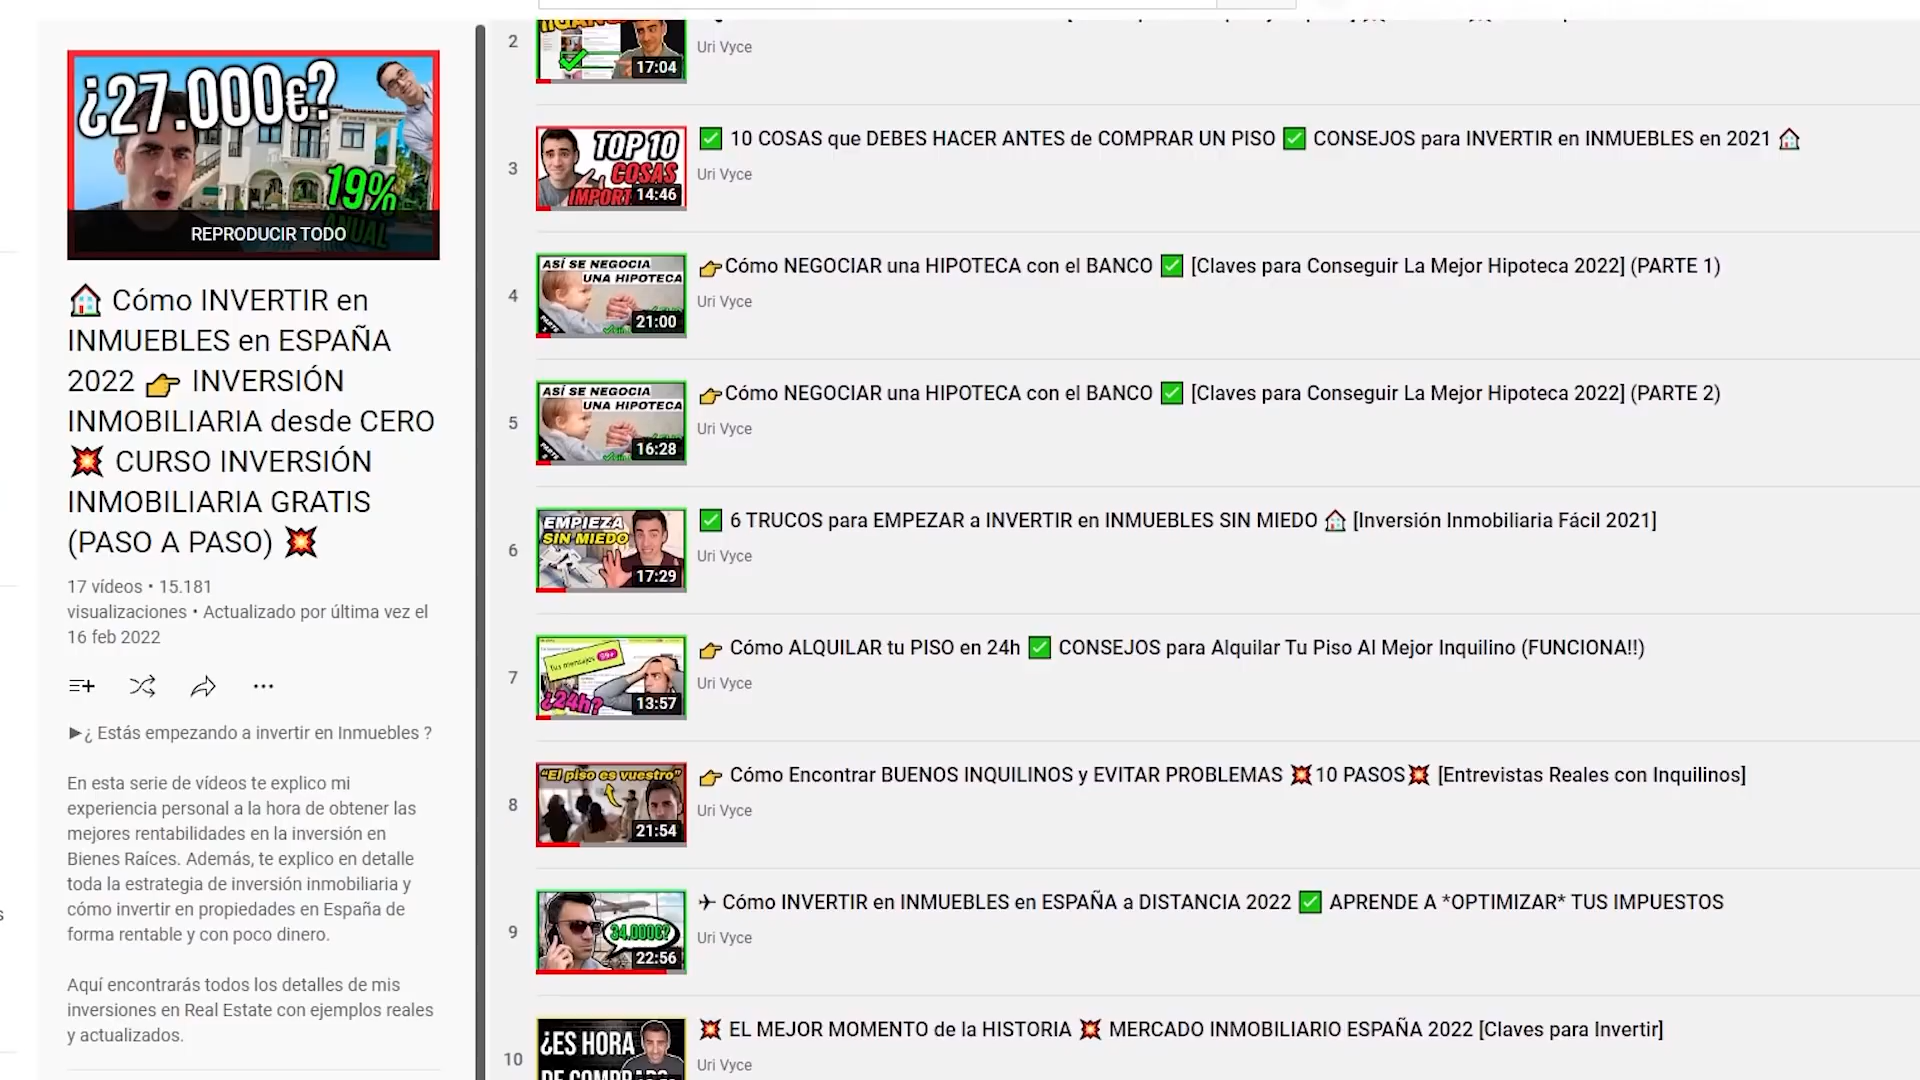 ¿27.000€?
19%
ANUAL
REPRODUCIR TODO
🏠 Cómo INVERTIR en
INMUEBLES en ESPAÑA
2022 👉 INVERSIÓN
INMOBILIARIA desde CERO
💥 CURSO INVERSIÓN
INMOBILIARIA GRATIS
(PASO A PASO) 💥
17 vídeos • 15.181
visualizaciones • Actualizado por última vez el
16 feb 2022
►¿ Estás empezando a invertir en Inmuebles ?
En esta serie de vídeos te explico mi
experiencia personal a la hora de obtener las
mejores rentabilidades en la inversión en
Bienes Raíces. Además, te explico en detalle
toda la estrategia de inversión inmobiliaria y
cómo invertir en propiedades en España de
forma rentable y con poco dinero.
Aquí encontrarás todos los detalles de mis
inversiones en Real Estate con ejemplos reales
y actualizados.
2
17:04
Uri Vyce
3
TOP 10
COSAS
14:46
✅ 10 COSAS que DEBES HACER ANTES de COMPRAR UN PISO ✅ CONSEJOS para INVERTIR en INMUEBLES en 2021 🏠
Uri Vyce
4
ASÍ SE NEGOCIA
UNA HIPOTECA
21:00
👉Cómo NEGOCIAR una HIPOTECA con el BANCO ✅ [Claves para Conseguir La Mejor Hipoteca 2022] (PARTE 1)
Uri Vyce
5
ASÍ SE NEGOCIA
UNA HIPOTECA
16:28
👉Cómo NEGOCIAR una HIPOTECA con el BANCO ✅ [Claves para Conseguir La Mejor Hipoteca 2022] (PARTE 2)
Uri Vyce
6
EMPIEZA
SIN MIEDO
17:29
✅ 6 TRUCOS para EMPEZAR a INVERTIR en INMUEBLES SIN MIEDO 🏠 [Inversión Inmobiliaria Fácil 2021]
Uri Vyce
7
Tus mensajes 99+
¿24h?
13:57
👉 Cómo ALQUILAR tu PISO en 24h ✅ CONSEJOS para Alquilar Tu Piso Al Mejor Inquilino (FUNCIONA!!)
Uri Vyce
8
"El piso es vuestro"
21:54
👉 Cómo Encontrar BUENOS INQUILINOS y EVITAR PROBLEMAS 💥10 PASOS💥 [Entrevistas Reales con Inquilinos]
Uri Vyce
9
34.000€?
22:56
✈ Cómo INVERTIR en INMUEBLES en ESPAÑA a DISTANCIA 2022 ✅ APRENDE A *OPTIMIZAR* TUS IMPUESTOS
Uri Vyce
10
¿ES HORA
💥 EL MEJOR MOMENTO de la HISTORIA 💥 MERCADO INMOBILIARIO ESPAÑA 2022 [Claves para Invertir]
Uri Vyce